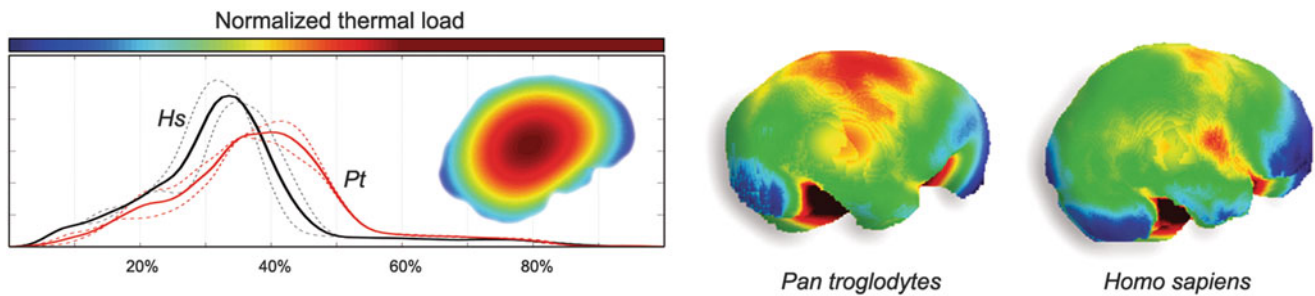 Normalized thermal load
Hs
Pt
20%
40%
60%
80%
Pan troglodytes
Homo sapiens